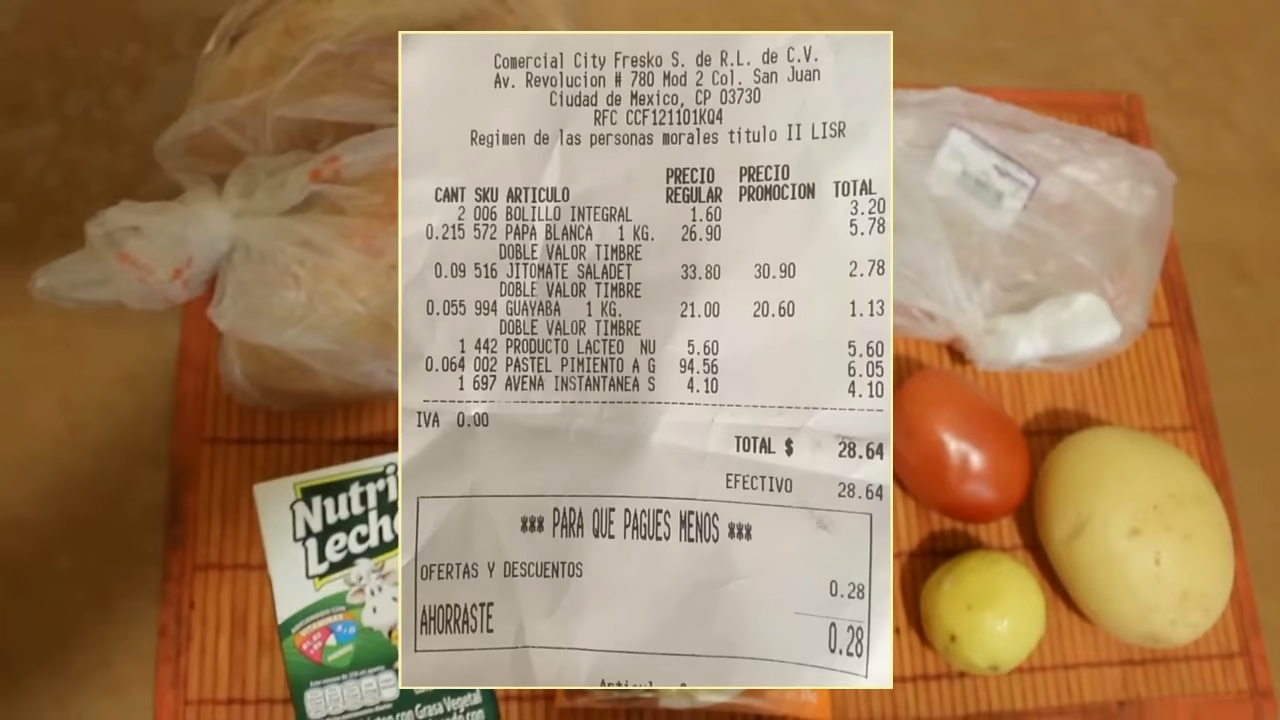 Comercial City Fresko S. de R.L. de C.V.
Av. Revolucion # 780 Mod 2 Col. San Juan
Ciudad de Mexico, CP 03730
RFC CCF121101KQ4
Regimen de las personas morales titulo II LISR
CANT SKU ARTICULO PRECIO REGULAR PRECIO PROMOCION TOTAL
2 006 BOLILLO INTEGRAL 1.60 3.20
0.215 572 PAPA BLANCA 1 KG. 26.90 5.78
DOBLE VALOR TIMBRE
0.09 516 JITOMATE SALADET 33.80 30.90 2.78
DOBLE VALOR TIMBRE
0.055 994 GUAYABA 1 KG. 21.00 20.60 1.13
DOBLE VALOR TIMBRE
1 442 PRODUCTO LACTEO NU 5.60 5.60
0.064 002 PASTEL PIMIENTO A G 94.56 6.05
1 697 AVENA INSTANTANEA S 4.10 4.10
IVA 0.00
TOTAL $ 28.64
EFECTIVO 28.64
*** PARA QUE PAGUES MENOS ***
OFERTAS Y DESCUENTOS 0.28
AHORRASTE 0.28
Nutri
Leche
VITAMINAS
con Grasa Vegetal